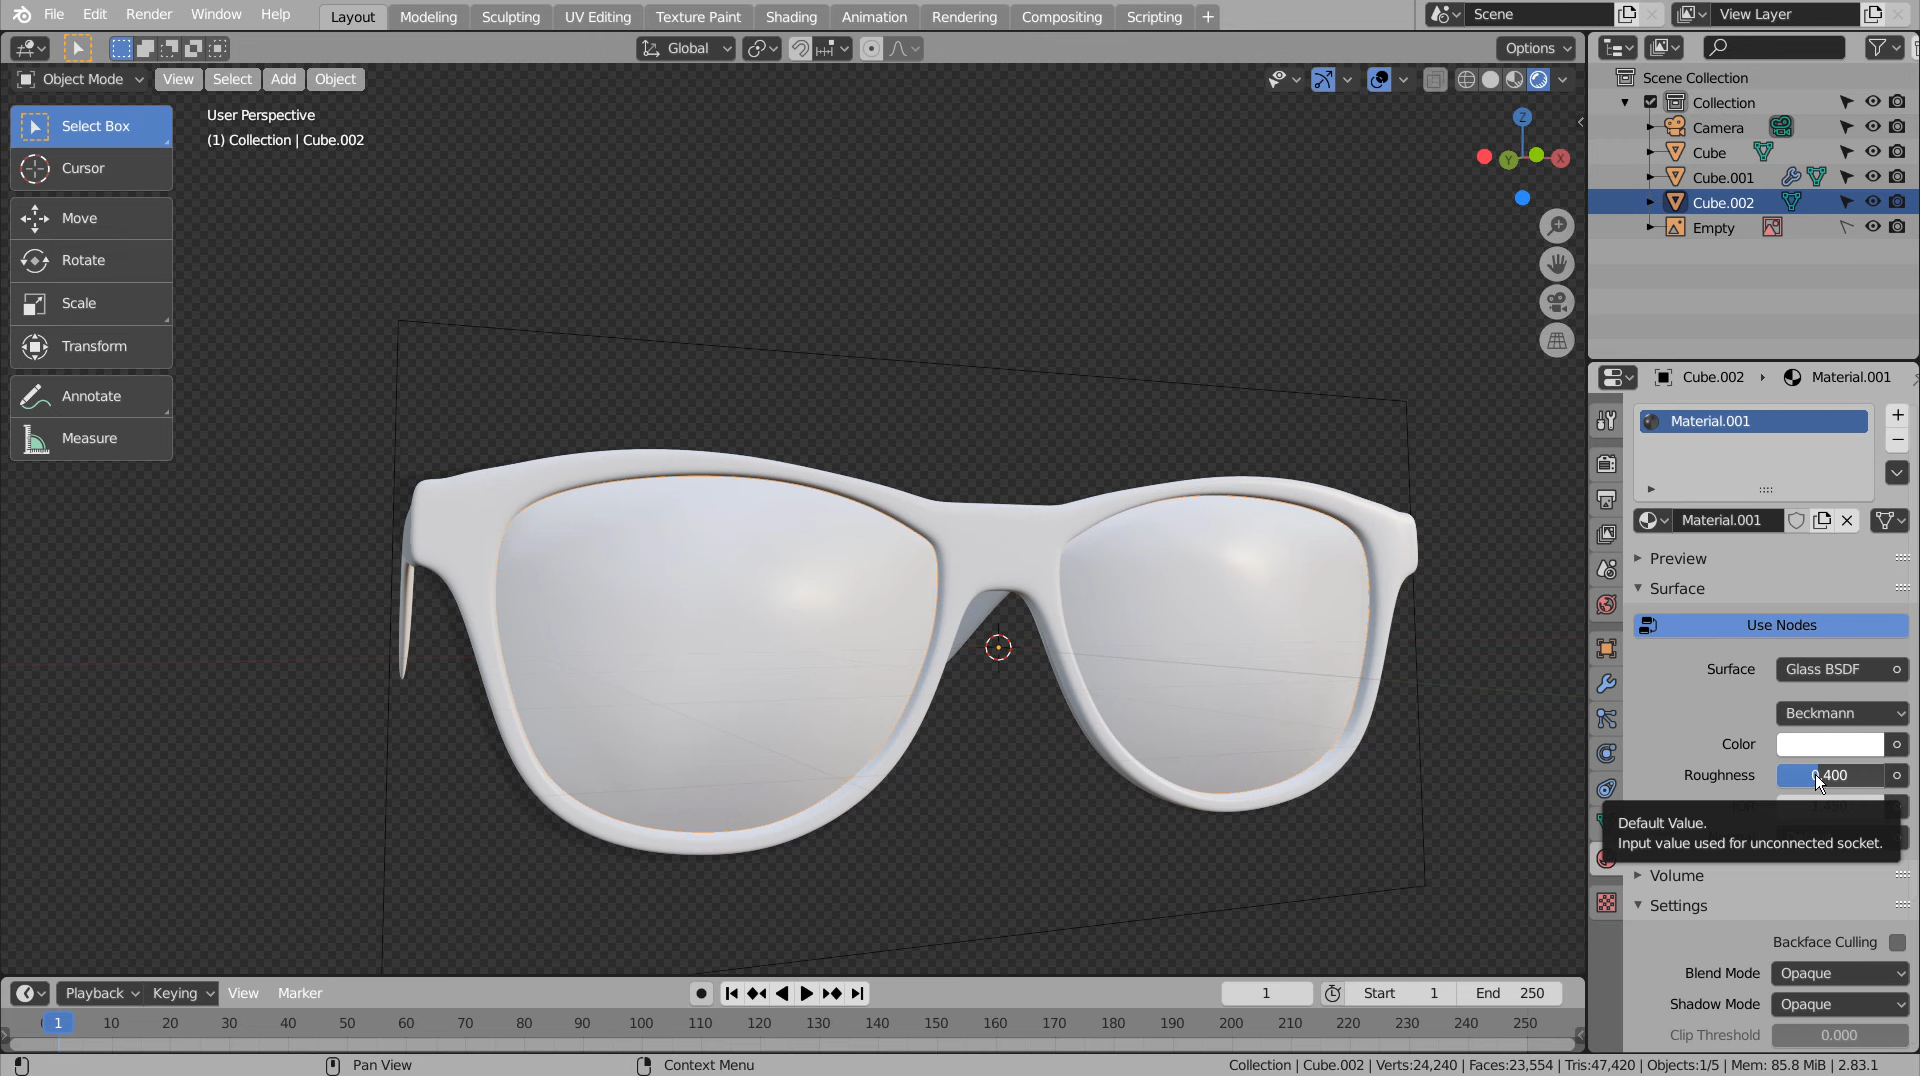 File Edit Render Window Help Layout Modeling Sculpting UV Editing Texture Paint Shading Animation Rendering Compositing Scripting + Scene View Layer
Global Options
Object Mode View Select Add Object
Select Box
Cursor
Move
Rotate
Scale
Transform
Annotate
Measure
User Perspective
(1) Collection | Cube.002
Z
Y
X
Scene Collection
Collection
Camera
Cube
Cube.001
Cube.002
Empty
Cube.002 Material.001
Material.001
Material.001
Preview
Surface
Use Nodes
Surface Glass BSDF
Beckmann
Color
Roughness 0.400
Default Value.
Input value used for unconnected socket.
Volume
Settings
Backface Culling
Blend Mode Opaque
Shadow Mode Opaque
Clip Threshold 0.000
Playback Keying View Marker 1 Start 1 End 250
1 10 20 30 40 50 60 70 80 90 100 110 120 130 140 150 160 170 180 190 200 210 220 230 240 250
Pan View Context Menu Collection | Cube.002 | Verts:24,240 | Faces:23,554 | Tris:47,420 | Objects:1/5 | Mem: 85.8 MiB | 2.83.1